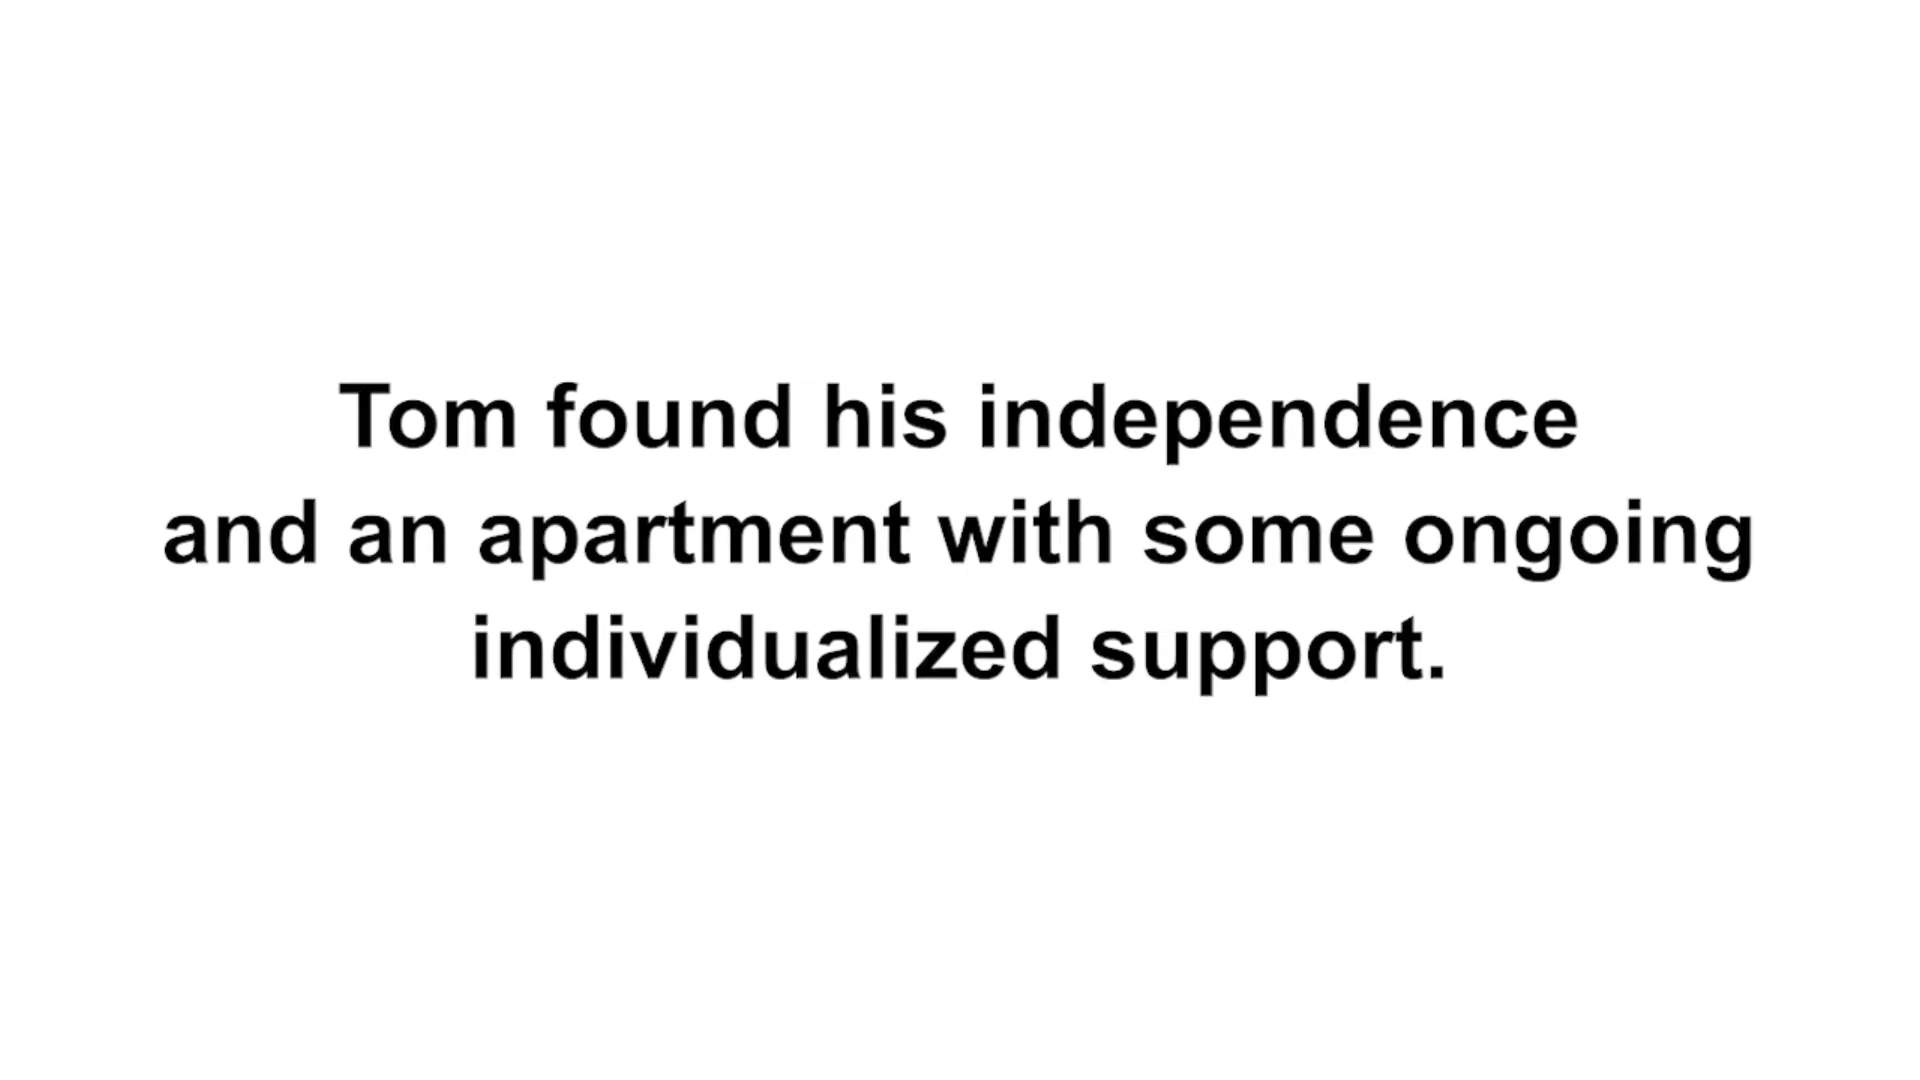 Tom found his independence
and an apartment with some ongoing
individualized support.